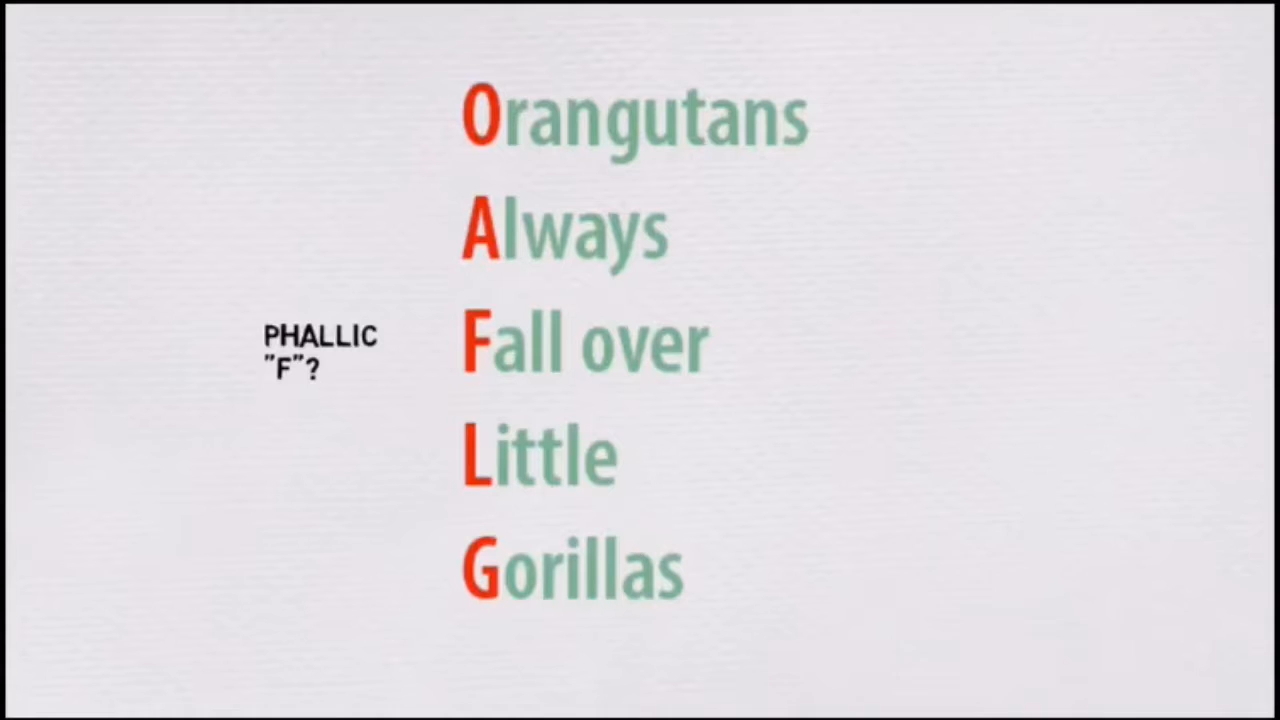 Orangutans
Always
PHALLIC
"F"?
Fall over
Little
Gorillas